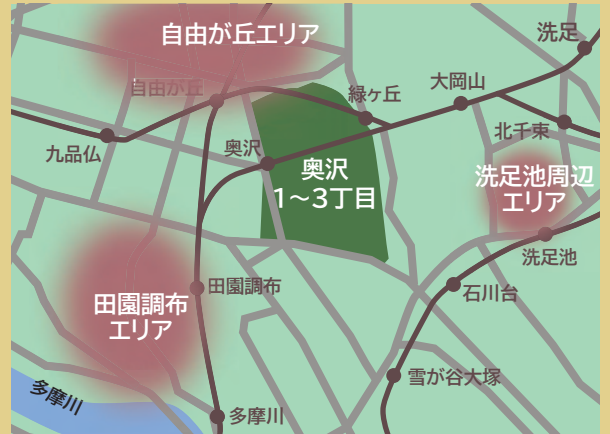 自由が丘エリア
洗足
自由が丘
大岡山
緑ヶ丘
北千束
九品仏
奥沢
奥沢
1～3丁目
洗足池周辺
エリア
洗足池
田園調布
石川台
田園調布
エリア
雪が谷大塚
多摩川
多摩川